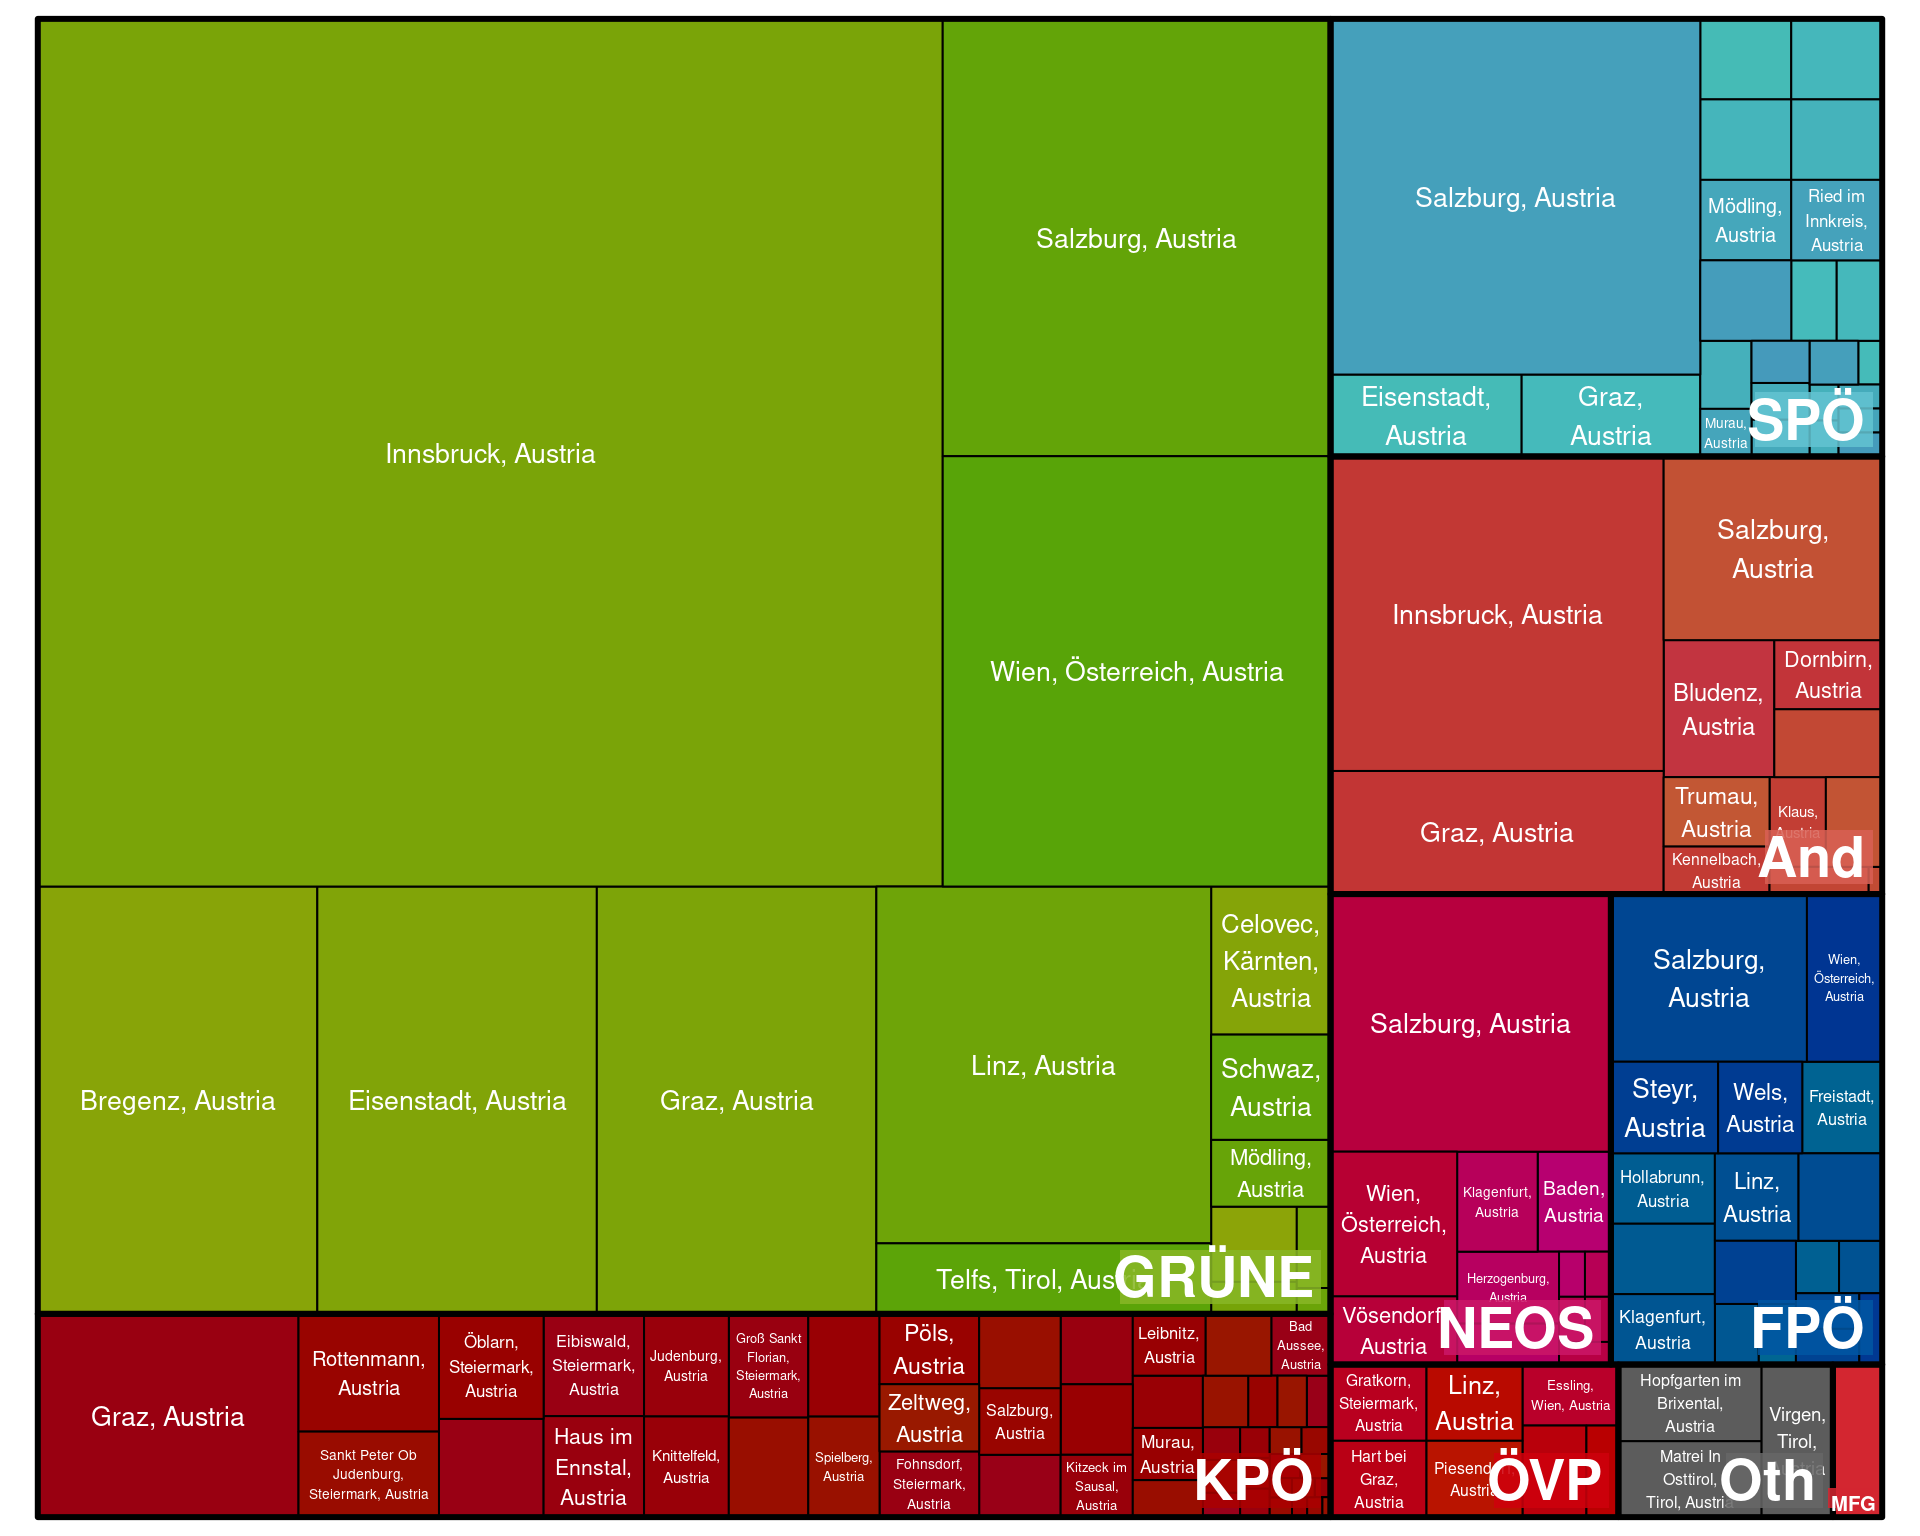 Innsbruck, Austria
Salzburg, Austria
Wien, Österreich, Austria
Bregenz, Austria
Eisenstadt, Austria
Graz, Austria
Linz, Austria
Celovec,
Kärnten,
Austria
Schwaz,
Austria
Mödling,
Austria
Telfs, Tirol, Aus
GRÜNE
Salzburg, Austria
Eisenstadt,
Austria
Graz,
Austria
Mödling,
Austria
Ried im
Innkreis,
Austria
Murau,
Austria
SPÖ
Innsbruck, Austria
Graz, Austria
Salzburg,
Austria
Bludenz,
Austria
Dornbirn,
Austria
Trumau,
Austria
Klaus,
Austria
Kennelbach,
Austria
And
Salzburg, Austria
Wien,
Österreich,
Austria
Klagenfurt,
Austria
Baden,
Austria
Herzogenburg,
Austria
Vösendorf,
Austria
NEOS
Salzburg,
Austria
Wien,
Österreich,
Austria
Steyr,
Austria
Wels,
Austria
Freistadt,
Austria
Hollabrunn,
Austria
Linz,
Austria
Klagenfurt,
Austria
FPÖ
Graz, Austria
Rottenmann,
Austria
Sankt Peter Ob
Judenburg,
Steiermark, Austria
Öblarn,
Steiermark,
Austria
Eibiswald,
Steiermark,
Austria
Haus im
Ennstal,
Austria
Judenburg,
Austria
Knittelfeld,
Austria
Groß Sankt
Florian,
Steiermark,
Austria
Spielberg,
Austria
Pöls,
Austria
Zeltweg,
Austria
Fohnsdorf,
Steiermark,
Austria
Salzburg,
Austria
Kitzeck im
Sausal,
Austria
Leibnitz,
Austria
Murau,
Austria
Bad
Aussee,
Austria
KPÖ
Gratkorn,
Steiermark,
Austria
Hart bei
Graz,
Austria
Linz,
Austria
Piesendorf,
Austria
Essling,
Wien, Austria
ÖVP
Hopfgarten im
Brixental,
Austria
Matrei In
Osttirol,
Tirol, Austria
Virgen,
Tirol,
Austria
Oth
MFG